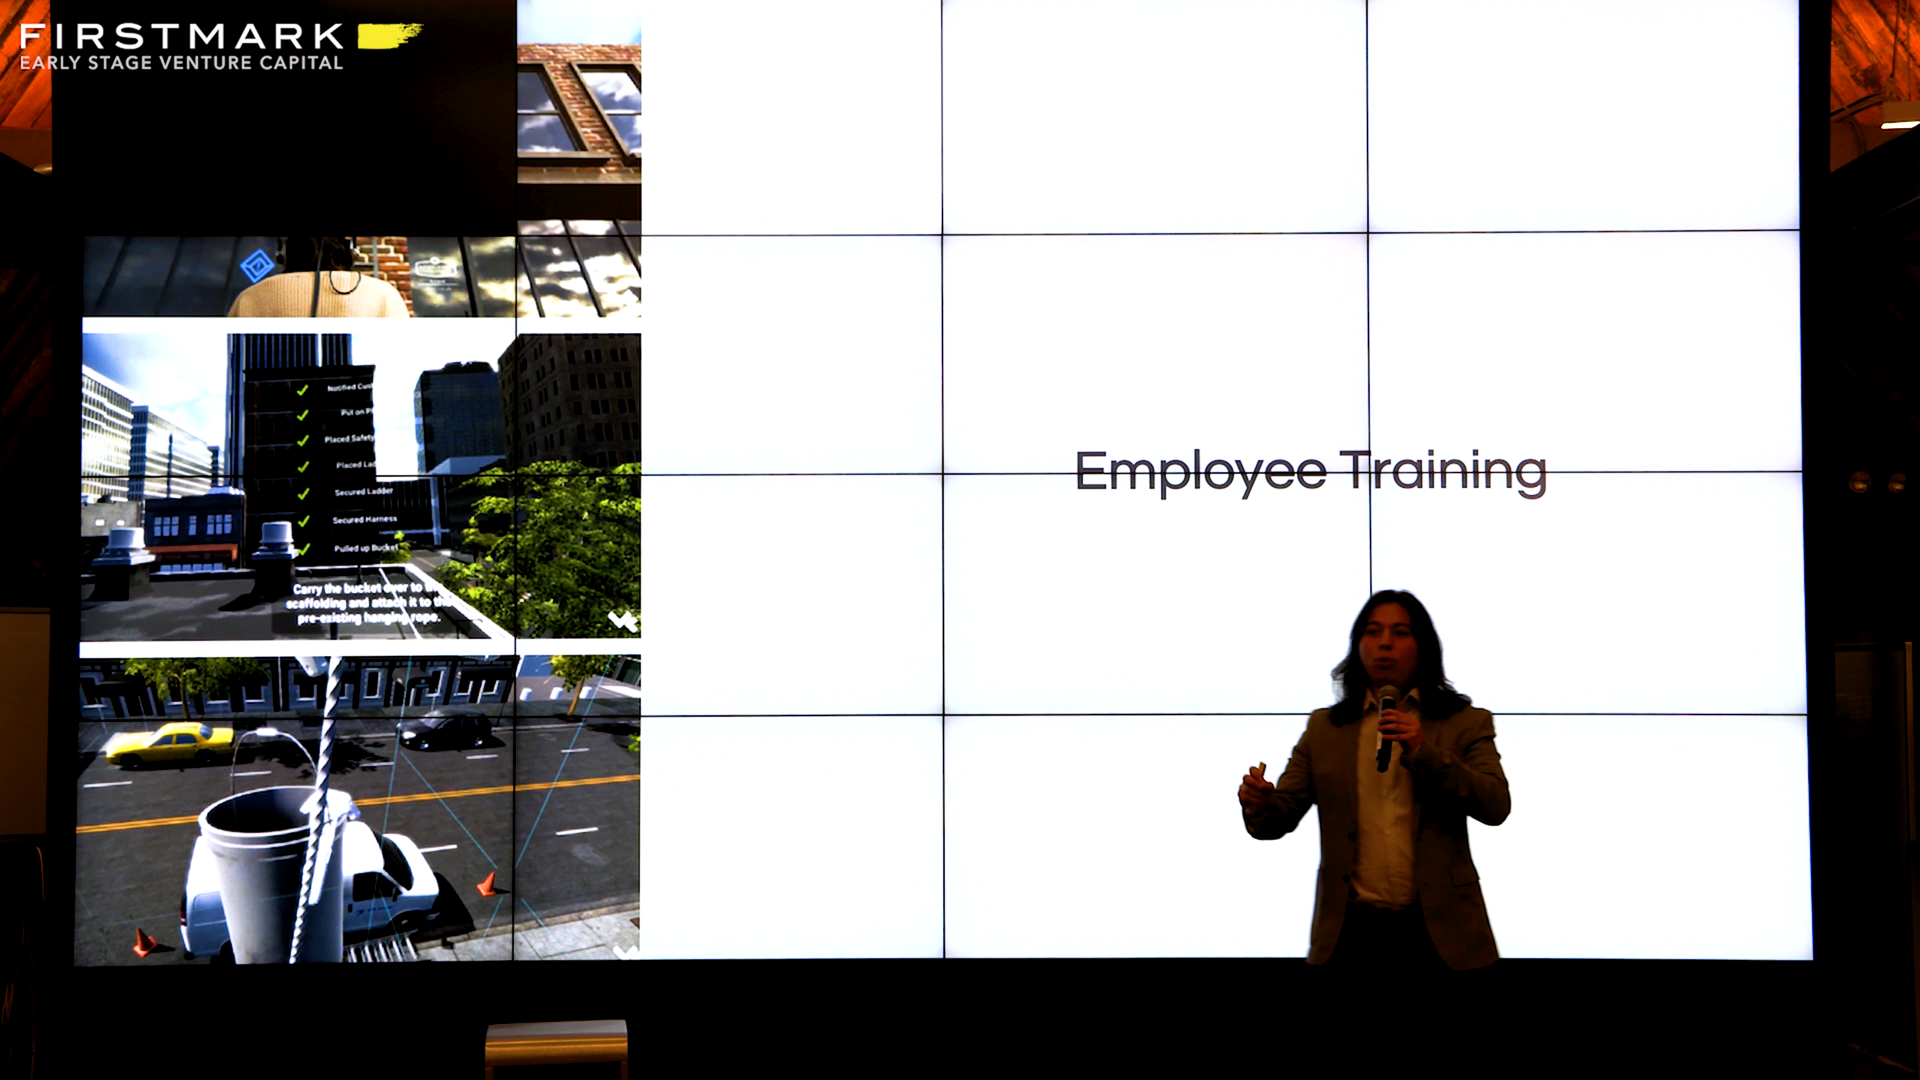 FIRSTMARK
EARLY STAGE VENTURE CAPITAL
Notified Cust
Put on P
Placed Safety
Placed Lad
Secured Ladder
Secured Harness
Pulled up Bucket
Carry the bucket over to the
scaffolding and attach it to the
pre-existing hanging rope.
Employee Training